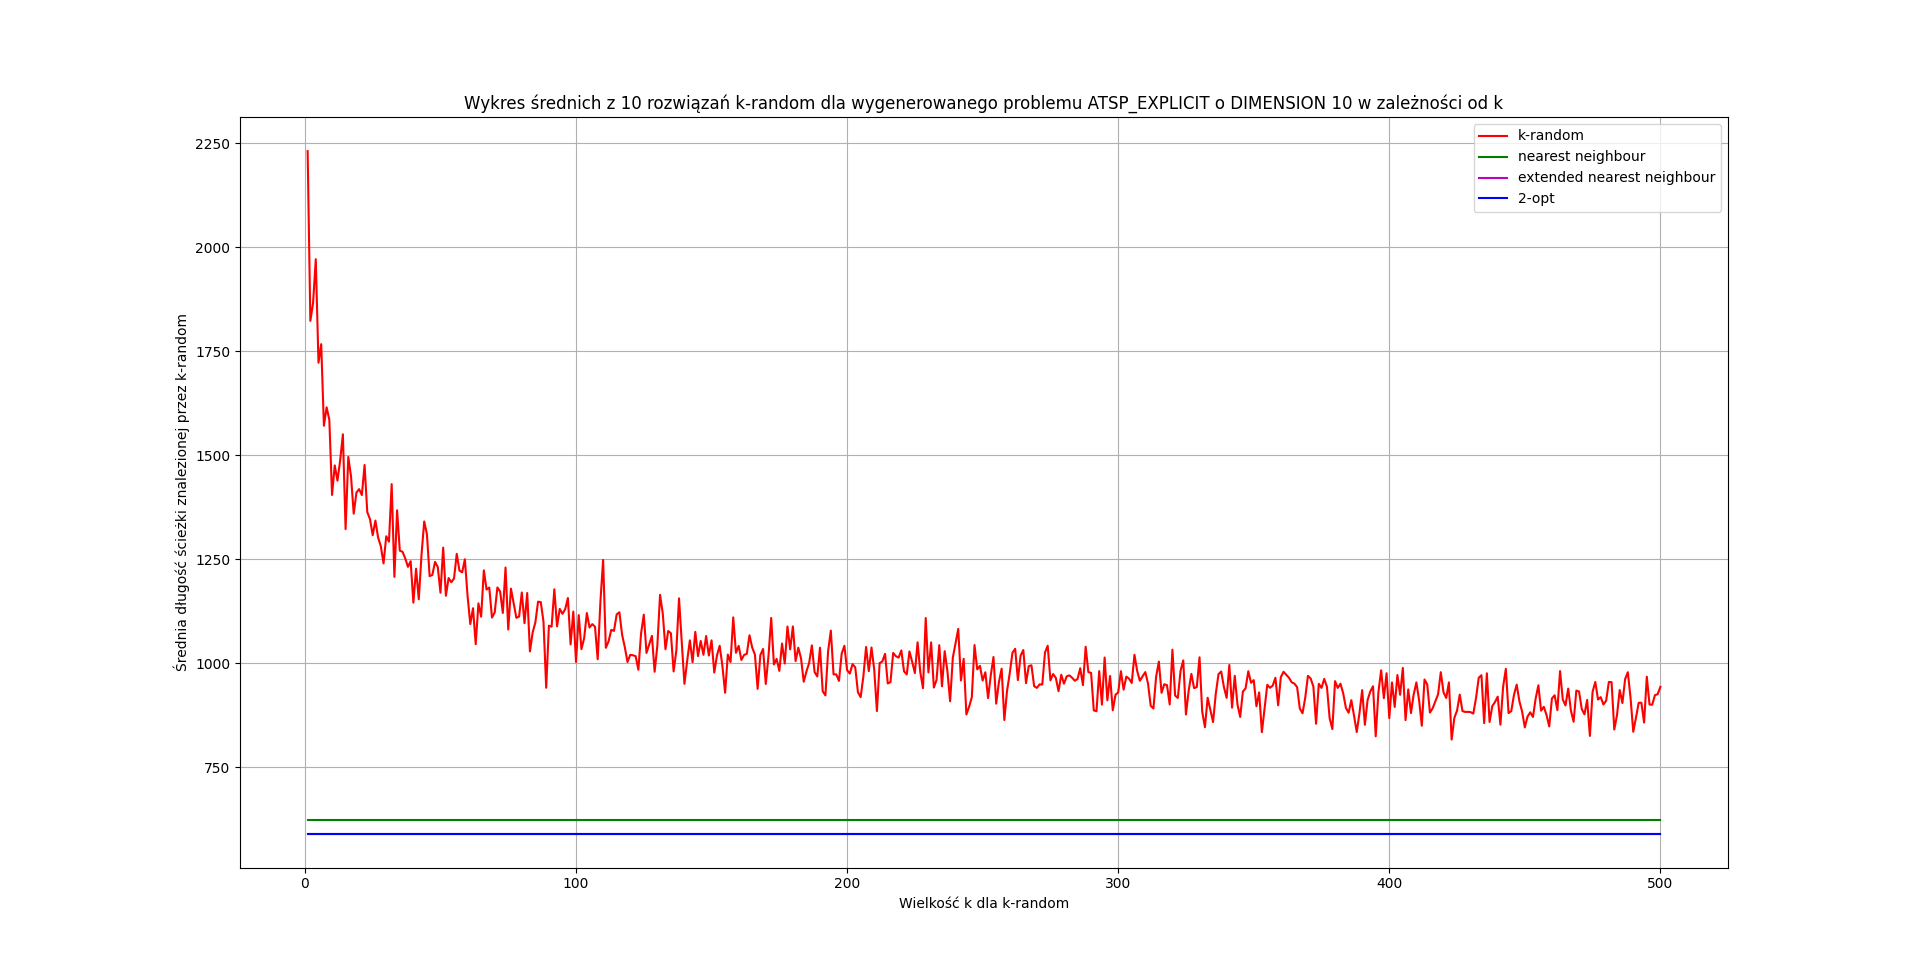 Wykres średnich z 10 rozwiązań k-random dla wygenerowanego problemu ATSP_EXPLICIT o DIMENSION 10 w zależności od k
k-random
nearest neighbour
extended nearest neighbour
2-opt
Średnia długość ścieżki znalezionej przez k-random
2250
2000
1750
1500
1250
1000
750
0
100
200
300
400
500
Wielkość k dla k-random